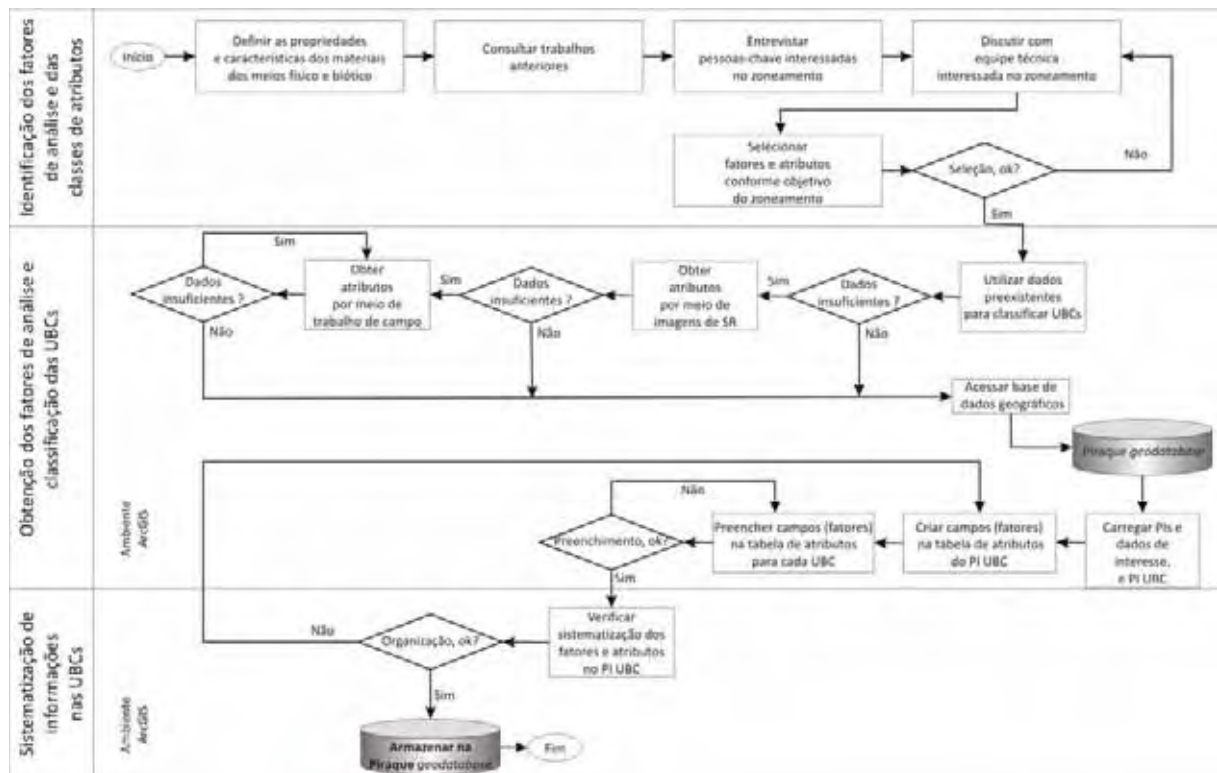 Identificação dos fatores
de análise e das
classes de atributos
Início
Definir as propriedades
e características dos materiais
dos meios físico e biótico
Consultar trabalhos
anteriores
Entrevistar
pessoas-chave interessadas
no zoneamento
Discutir com
equipe técnica
interessada no zoneamento
Selecionar
fatores e atributos
conforme objetivo
do zoneamento
Seleção, ok?
Não
Sim
Obtenção dos fatores de análise e
classificação das UBCs
Utilizar dados
preexistentes
para classificar UBCs
Dados
insuficientes ?
Sim
Não
Obter
atributos
por meio de
imagens de SR
Dados
insuficientes ?
Sim
Não
Obter
atributos
por meio de
trabalho de campo
Dados
insuficientes ?
Sim
Não
Acessar base de
dados geográficos
Piraque geodatabase
Ambiente
ArcGIS
Carregar PIs e
dados de
interesse,
e PI UBC
Criar campos (fatores)
na tabela de atributos
do PI UBC
Preencher campos (fatores)
na tabela de atributos
para cada UBC
Preenchimento, ok?
Não
Sim
Sistematização de
informações
nas UBCs
Ambiente
ArcGIS
Verificar
sistematização dos
fatores e atributos
no PI UBC
Organização, ok?
Não
Sim
Armazenar na
Piraque geodatabase
Fim